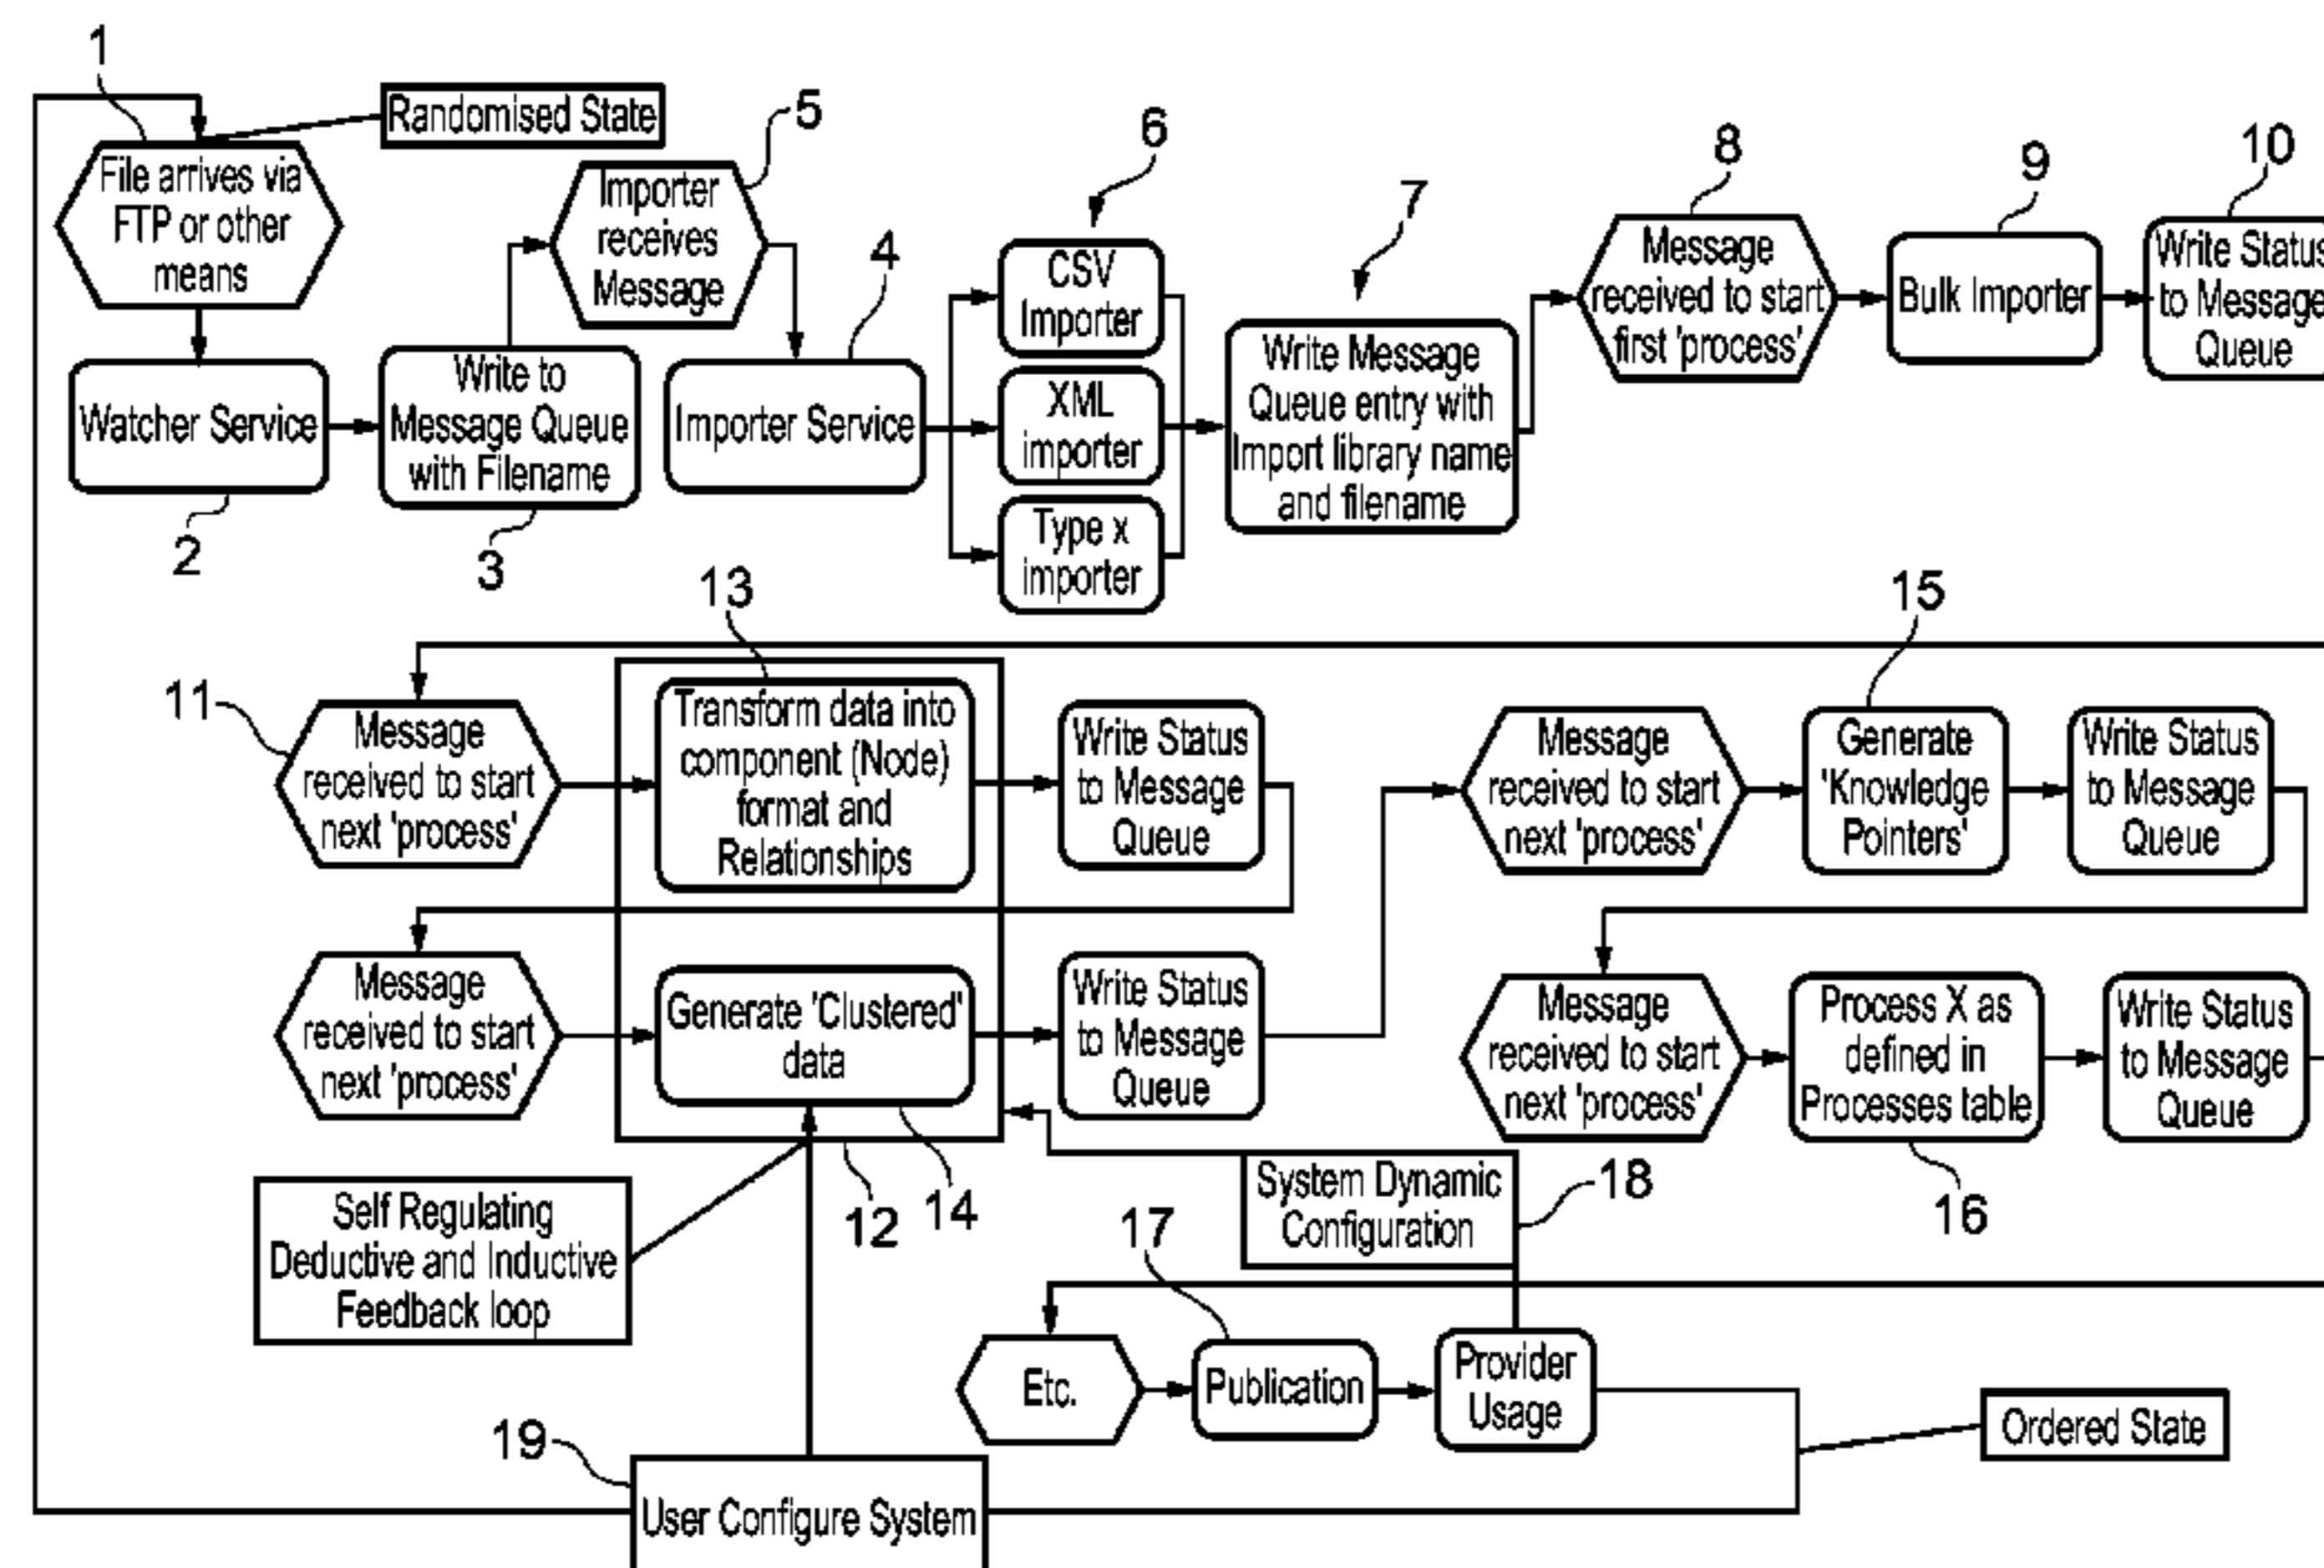 1
Randomised State
5
6
8
9
10
File arrives via
FTP or other
means
Importer
receives
Message
4
7
CSV
Importer
Message
received to start
first 'process'
Bulk Importer
Write Status
to Message
Queue
Watcher Service
Write to
Message Queue
with Filename
Importer Service
XML
importer
Write Message
Queue entry with
Import library name
and filename
2
3
Type x
importer
13
15
11
Message
received to start
next 'process'
Transform data into
component (Node)
format and
Relationships
Write Status
to Message
Queue
Message
received to start
next 'process'
Generate
'Knowledge
Pointers'
Write Status
to Message
Queue
Message
received to start
next 'process'
Generate 'Clustered'
data
Write Status
to Message
Queue
Message
received to start
next 'process'
Process X as
defined in
Processes table
Write Status
to Message
Queue
Self Regulating
Deductive and Inductive
Feedback loop
12
14
System Dynamic
Configuration
18
16
17
Etc.
Publication
Provider
Usage
Ordered State
19
User Configure System